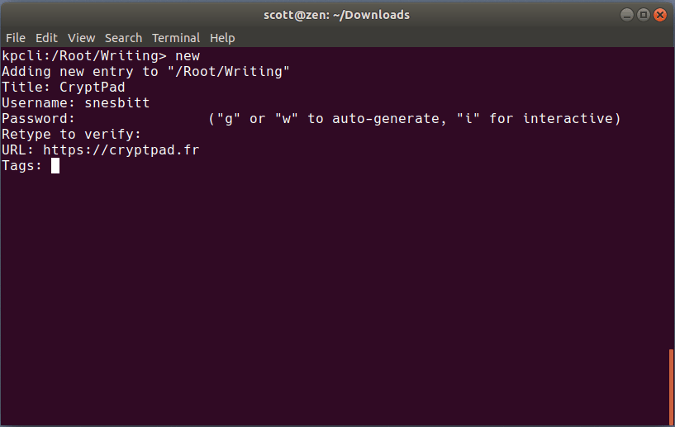 scott@zen: ~/Downloads
File Edit View Search Terminal Help
kpcli:/Root/Writing> new
Adding new entry to "/Root/Writing"
Title: CryptPad
Username: snesbitt
Password:                ("g" or "w" to auto-generate, "i" for interactive)
Retype to verify:
URL: https://cryptpad.fr
Tags: